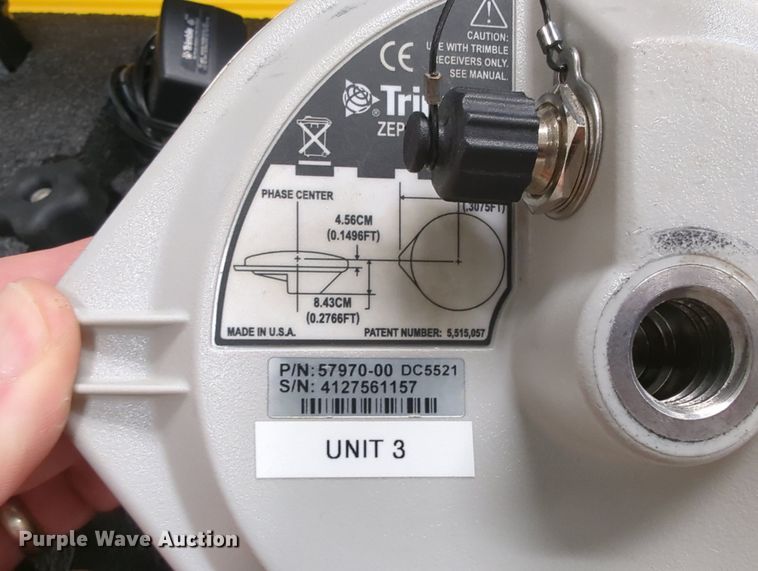 CAUTION:
USE WITH TRIMBLE
RECEIVERS ONLY.
SEE MANUAL.
CE
Tri
ZEP
PHASE CENTER
4.56CM
(0.1496FT)
(.3075FT)
8.43CM
(0.2766FT)
MADE IN U.S.A.
PATENT NUMBER: 5,515,057
P/N: 57970-00 DC5521
S/N: 4127561157
UNIT 3
Purple Wave Auction